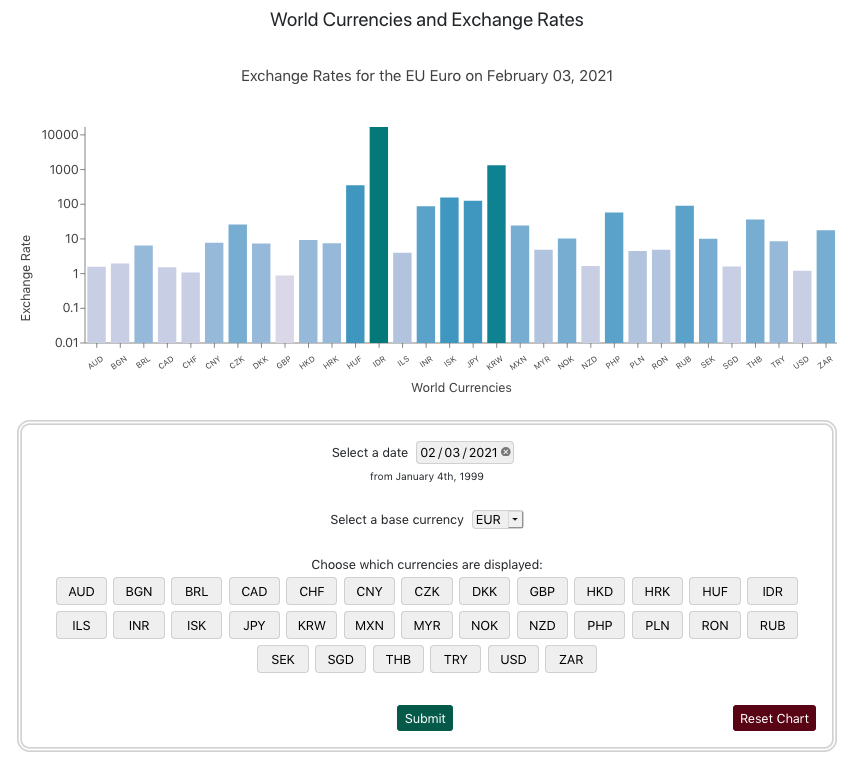 World Currencies and Exchange Rates
Exchange Rates for the EU Euro on February 03, 2021
10000
1000
100
10
1
0.1
0.01
Exchange Rate
AUD BGN BRL CAD CHF CNY CZK DKK GBP HKD HRK HUF IDR ILS INR ISK JPY KRW MXN MYR NOK NZD PHP PLN RON RUB SEK SGD THB TRY USD ZAR
World Currencies
Select a date 02/03/2021
from January 4th, 1999
Select a base currency EUR
Choose which currencies are displayed:
AUD BGN BRL CAD CHF CNY CZK DKK GBP HKD HRK HUF IDR
ILS INR ISK JPY KRW MXN MYR NOK NZD PHP PLN RON RUB
SEK SGD THB TRY USD ZAR
Submit Reset Chart